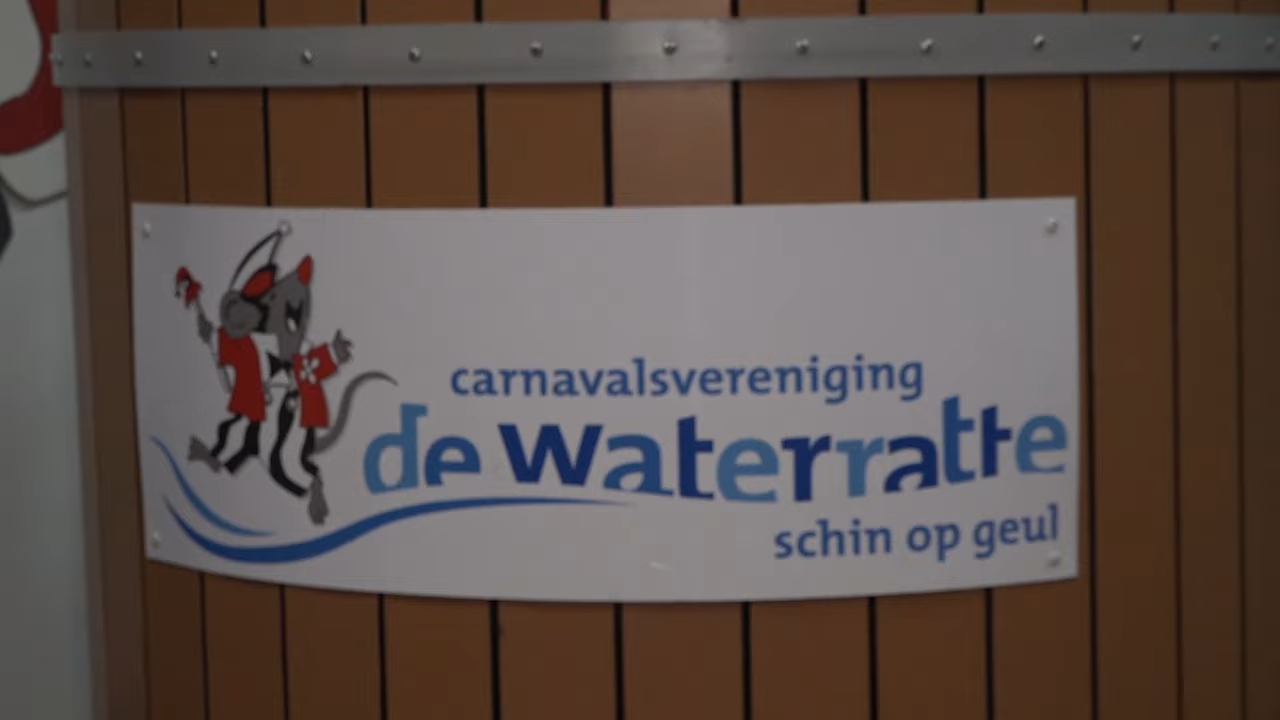 carnavalsvereniging
de waterratte
schin op geul